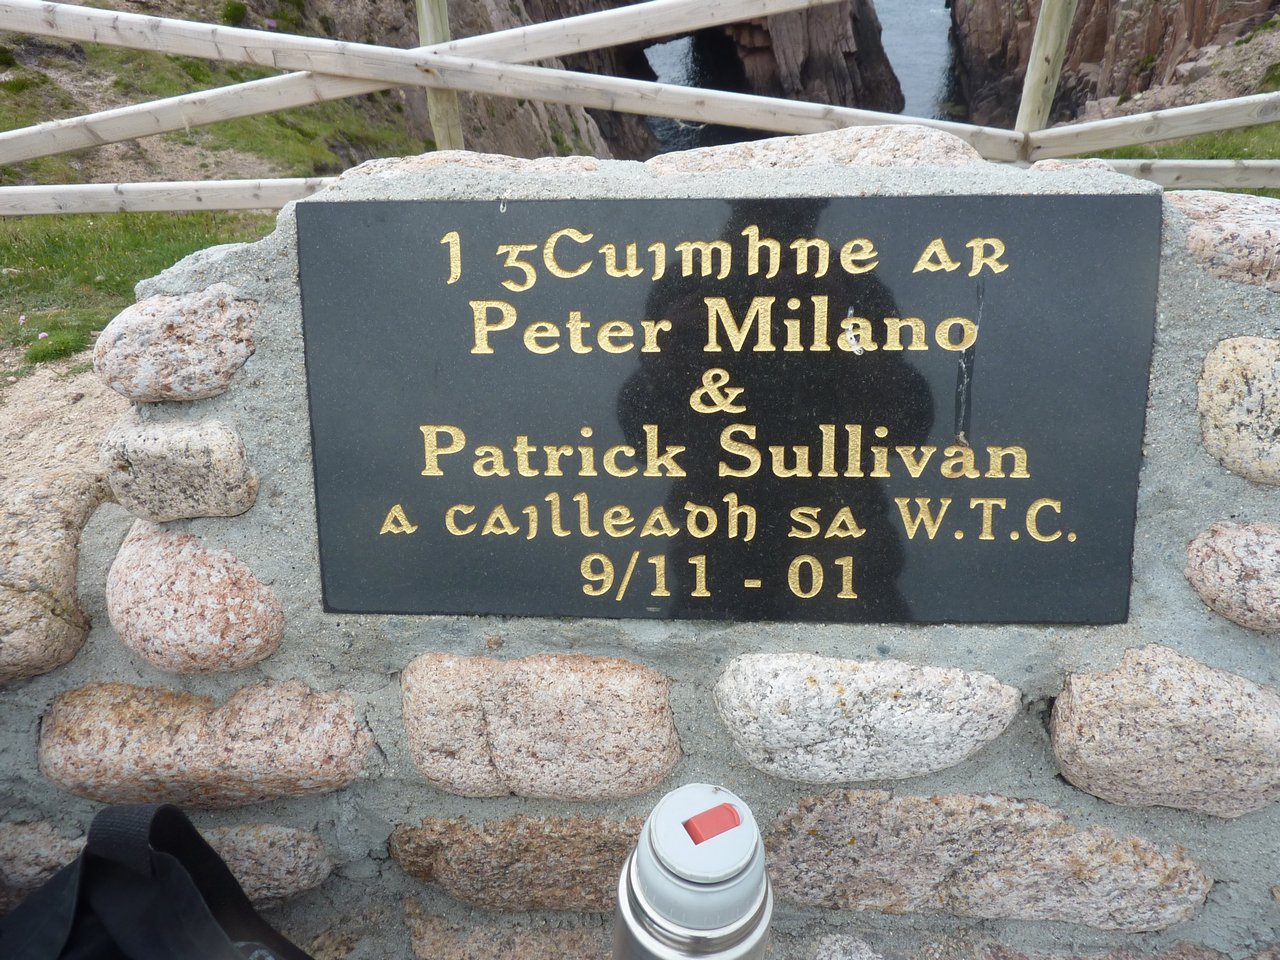 I gCuimhne ar
Peter Milano
&
Patrick Sullivan
a cailleadh sa W.T.C.
9/11 - 01